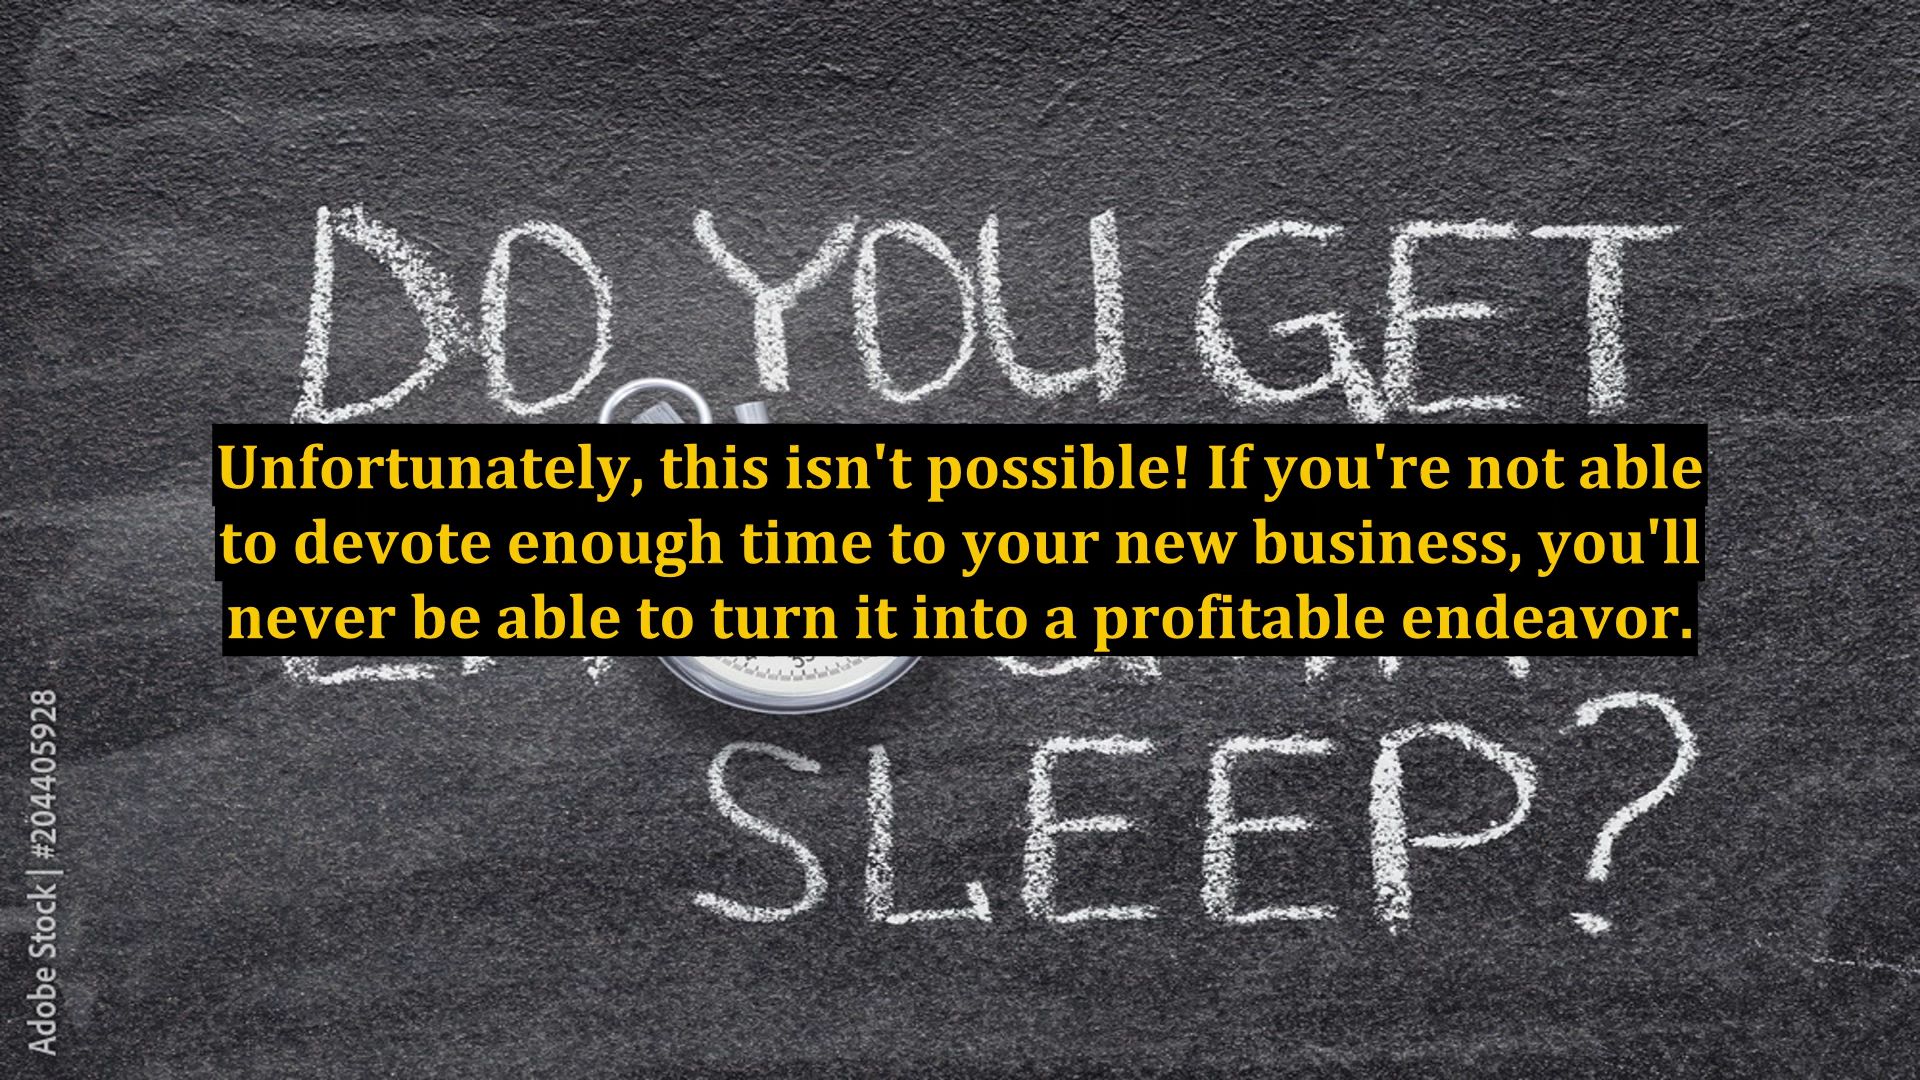 DO YOU GET
Unfortunately, this isn't possible! If you're not able
to devote enough time to your new business, you'll
never be able to turn it into a profitable endeavor.
SLEEP?
Adobe Stock | #204405928